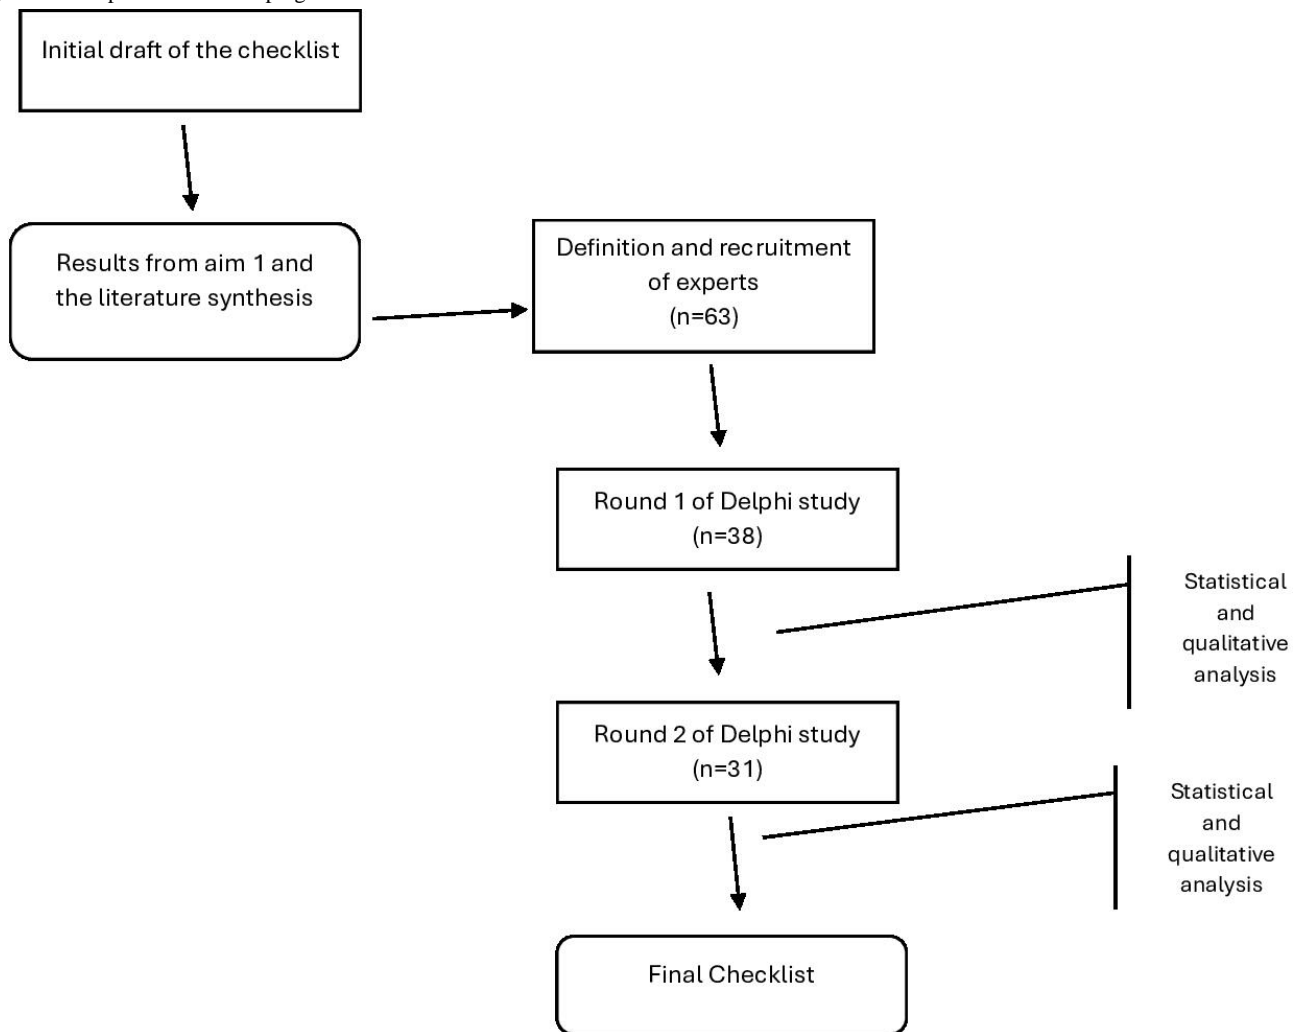 Initial draft of the checklist
Results from aim 1 and
the literature synthesis
Definition and recruitment
of experts
(n=63)
Round 1 of Delphi study
(n=38)
Statistical
and
qualitative
analysis
Round 2 of Delphi study
(n=31)
Statistical
and
qualitative
analysis
Final Checklist